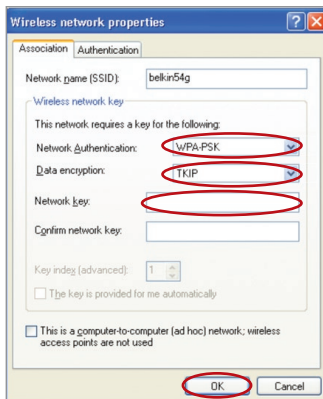 Wireless network properties
Association
Authentication
Network name (SSID): belkin54g
Wireless network key
This network requires a key for the following:
Network Authentication: WPA-PSK
Data encryption: TKIP
Network key:
Confirm network key:
Key index (advanced): 1
The key is provided for me automatically
This is a computer-to-computer (ad hoc) network; wireless
access points are not used
OK
Cancel